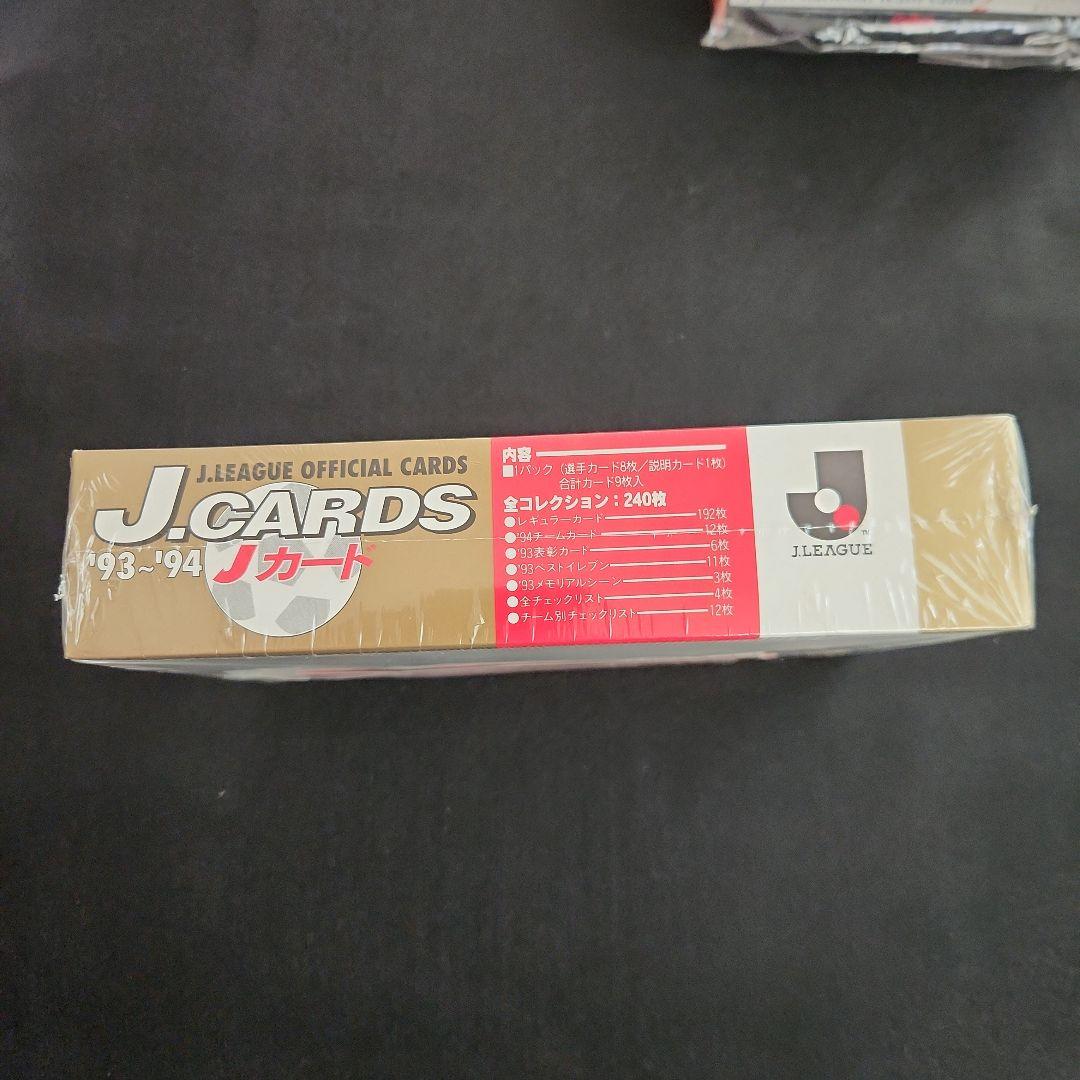 J.LEAGUE OFFICIAL CARDS
J.CARDS
'93~'94 Jカード
内容
■1パック（選手カード8枚／説明カード1枚）
合計カード9枚入
全コレクション：240枚
●レギュラーカード 192枚
●'94チームカード 12枚
●'93表彰カード 6枚
●'93ベストイレブン 11枚
●'93メモリアルシーン 3枚
●全チェックリスト 4枚
●チーム別チェックリスト 12枚
J.LEAGUE
TM